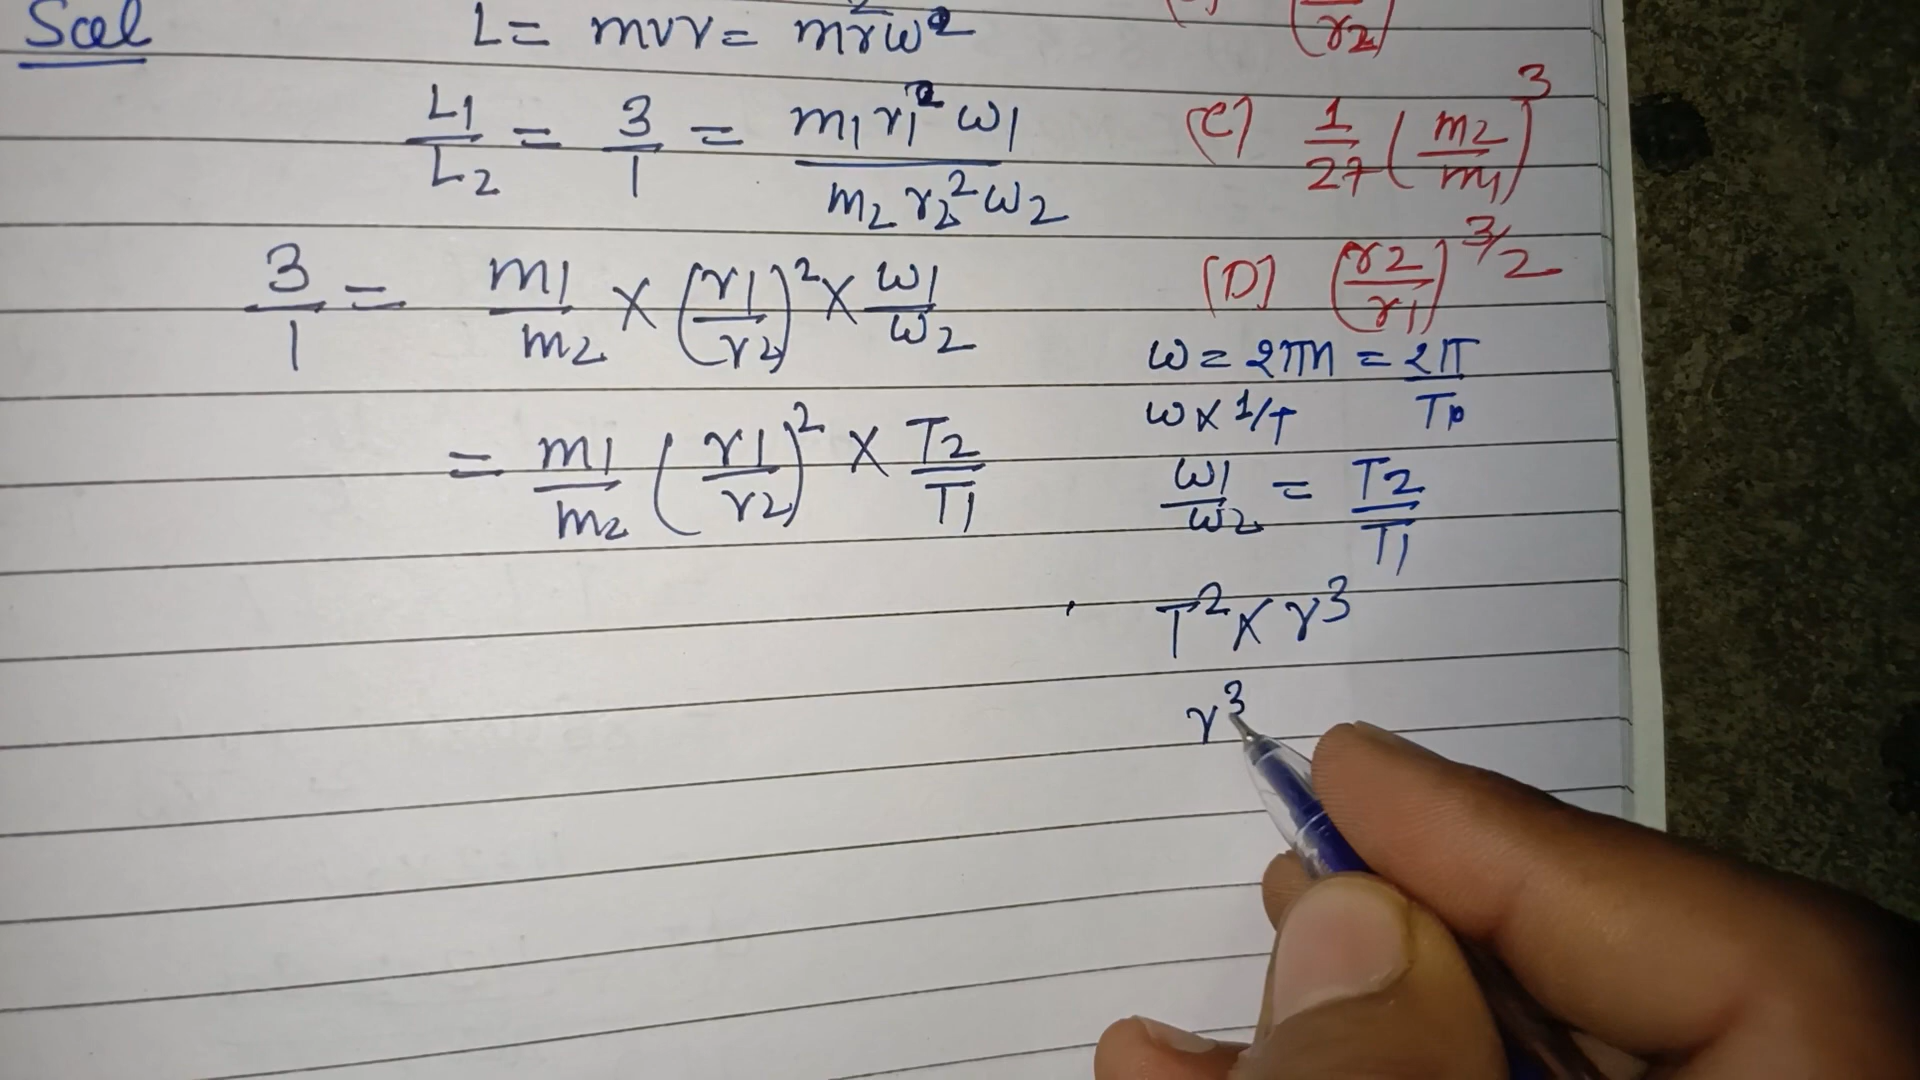 Sol L = mvr = mr²ω
(r2)
L1/L2 = 3/1 = m1r1²ω1/m2r2²ω2
(C) 1/27 (m2/m1)³
3/1 = m1/m2 × (r1/r2)² × ω1/ω2
(D) (r2/r1)^3/2
ω = 2πn = 2π/T
ω ∝ 1/T
= m1/m2 (r1/r2)² × T2/T1
ω1/ω2 = T2/T1
T² ∝ r³
r³